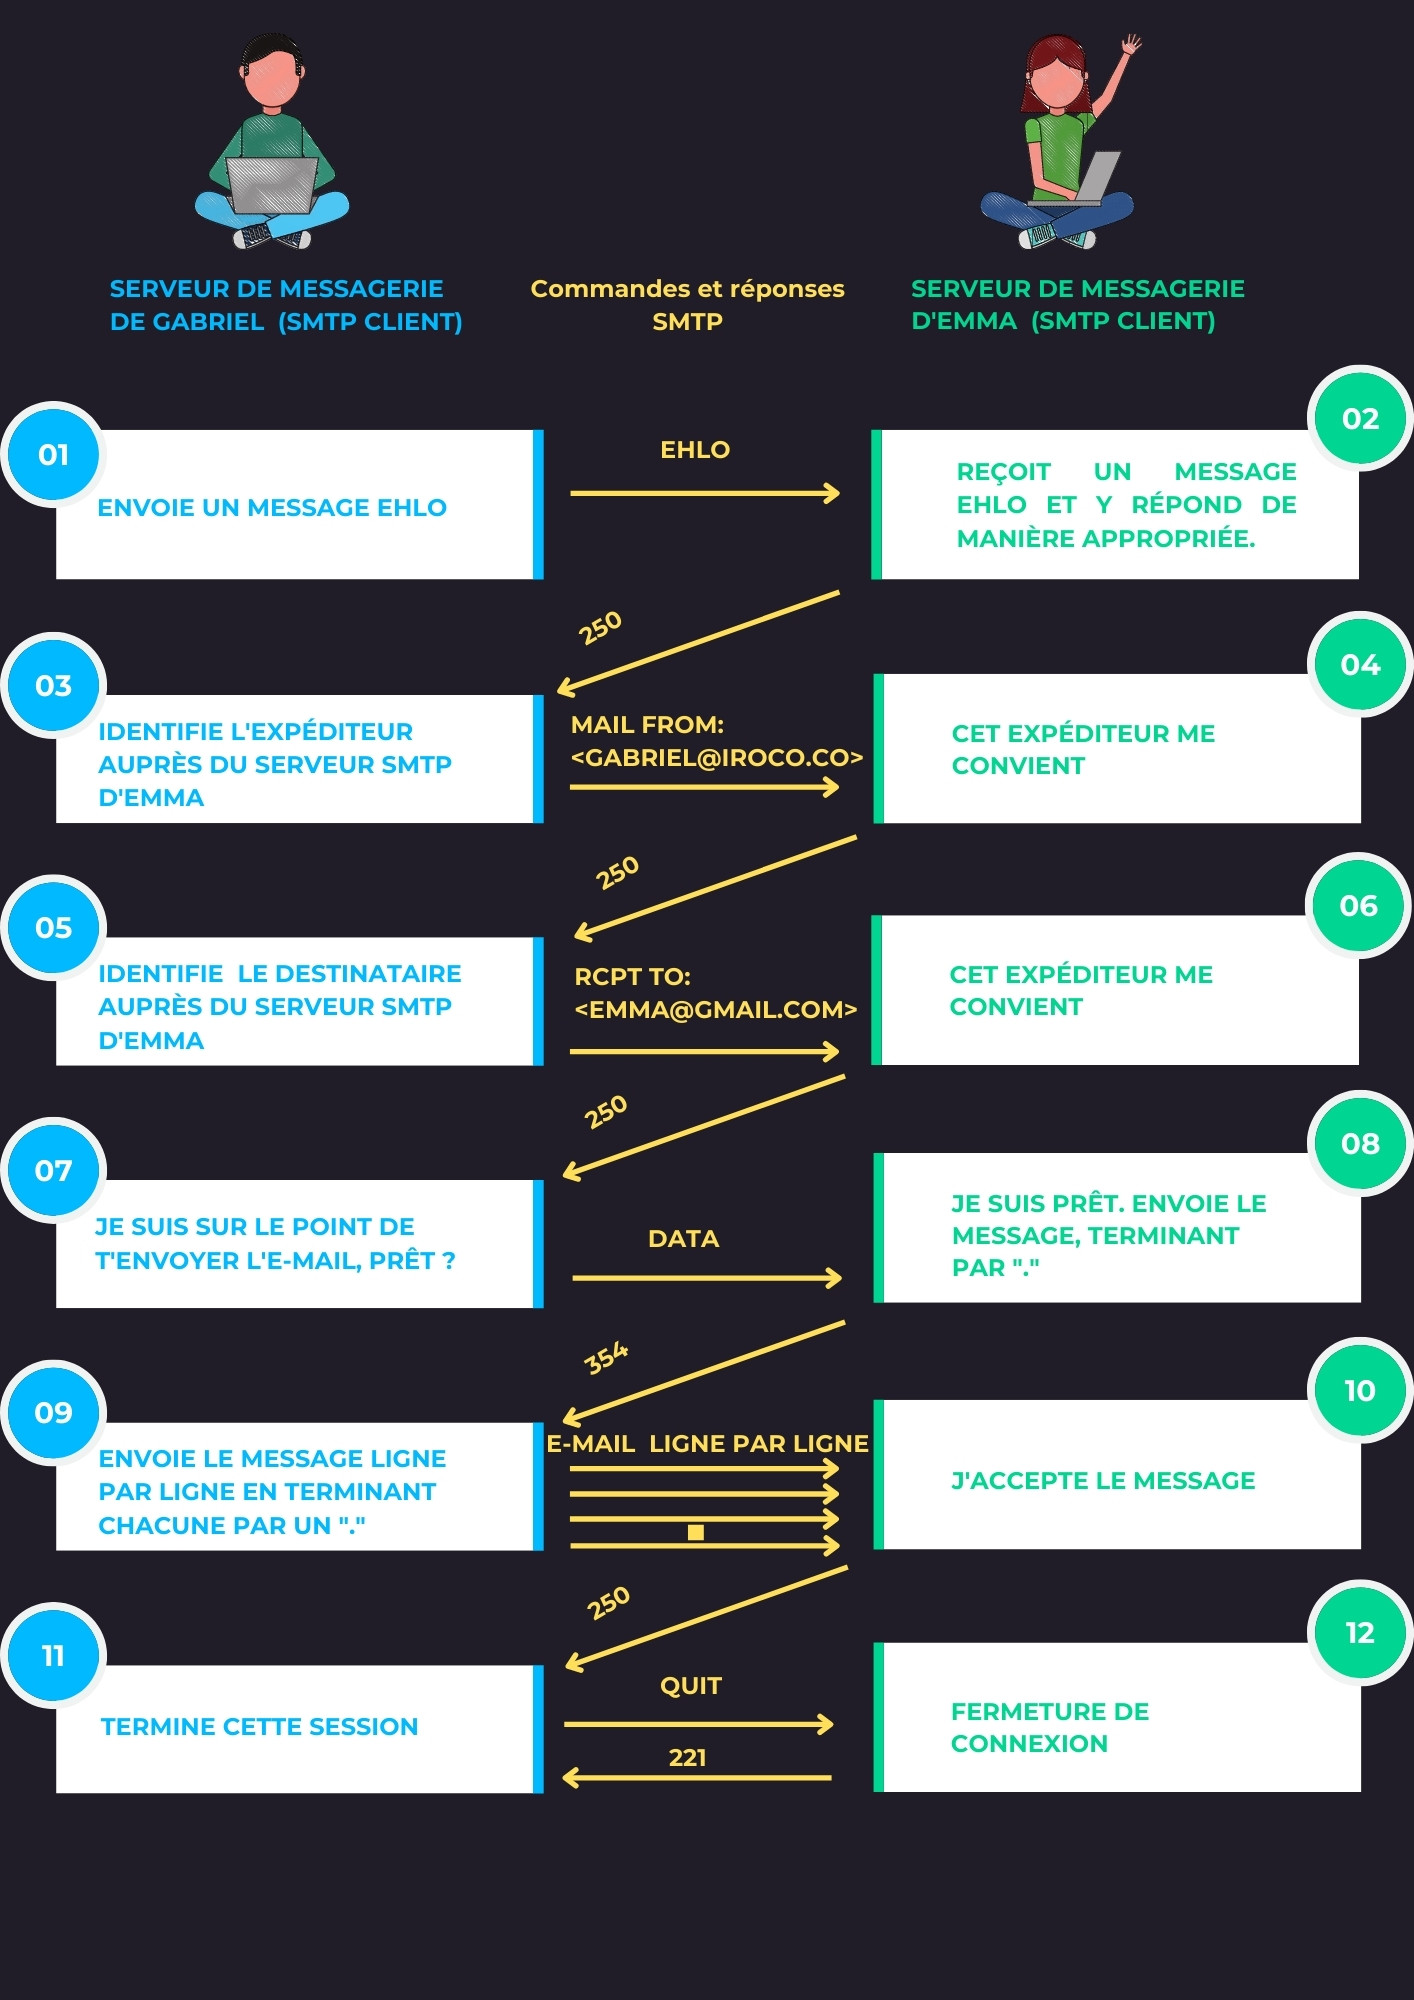 SERVEUR DE MESSAGERIE
DE GABRIEL (SMTP CLIENT)
Commandes et réponses
SMTP
SERVEUR DE MESSAGERIE
D'EMMA (SMTP CLIENT)
01
ENVOIE UN MESSAGE EHLO
EHLO
02
REÇOIT UN MESSAGE
EHLO ET Y RÉPOND DE
MANIÈRE APPROPRIÉE.
250
03
IDENTIFIE L'EXPÉDITEUR
AUPRÈS DU SERVEUR SMTP
D'EMMA
MAIL FROM:
<GABRIEL@IROCO.CO>
04
CET EXPÉDITEUR ME
CONVIENT
250
05
IDENTIFIE LE DESTINATAIRE
AUPRÈS DU SERVEUR SMTP
D'EMMA
RCPT TO:
<EMMA@GMAIL.COM>
06
CET EXPÉDITEUR ME
CONVIENT
250
07
JE SUIS SUR LE POINT DE
T'ENVOYER L'E-MAIL, PRÊT ?
DATA
08
JE SUIS PRÊT. ENVOIE LE
MESSAGE, TERMINANT
PAR "."
354
09
ENVOIE LE MESSAGE LIGNE
PAR LIGNE EN TERMINANT
CHACUNE PAR UN "."
E-MAIL LIGNE PAR LIGNE
.
10
J'ACCEPTE LE MESSAGE
250
11
TERMINE CETTE SESSION
QUIT
221
12
FERMETURE DE
CONNEXION